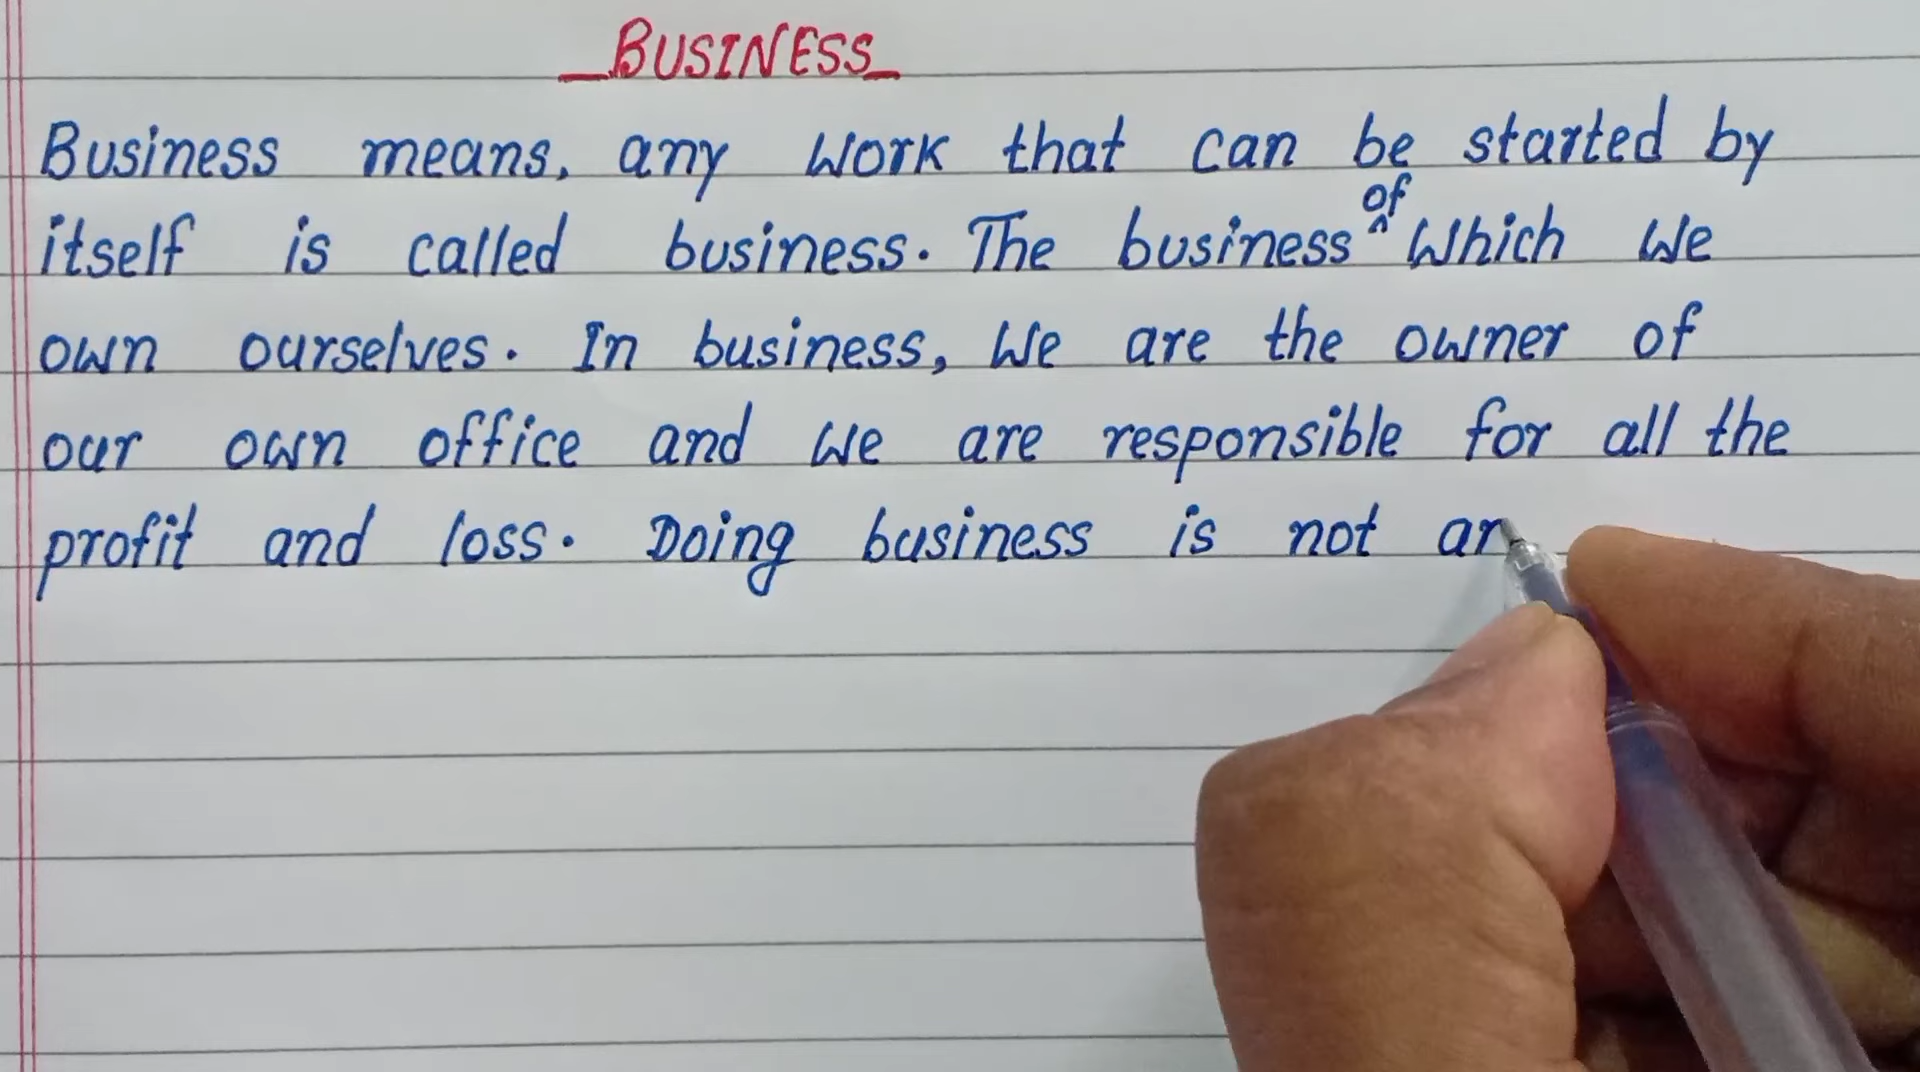 BUSINESS
Business means, any work that can be started by
itself is called business. The business of which we
own ourselves. In business, we are the owner of
our own office and we are responsible for all the
profit and loss. Doing business is not an